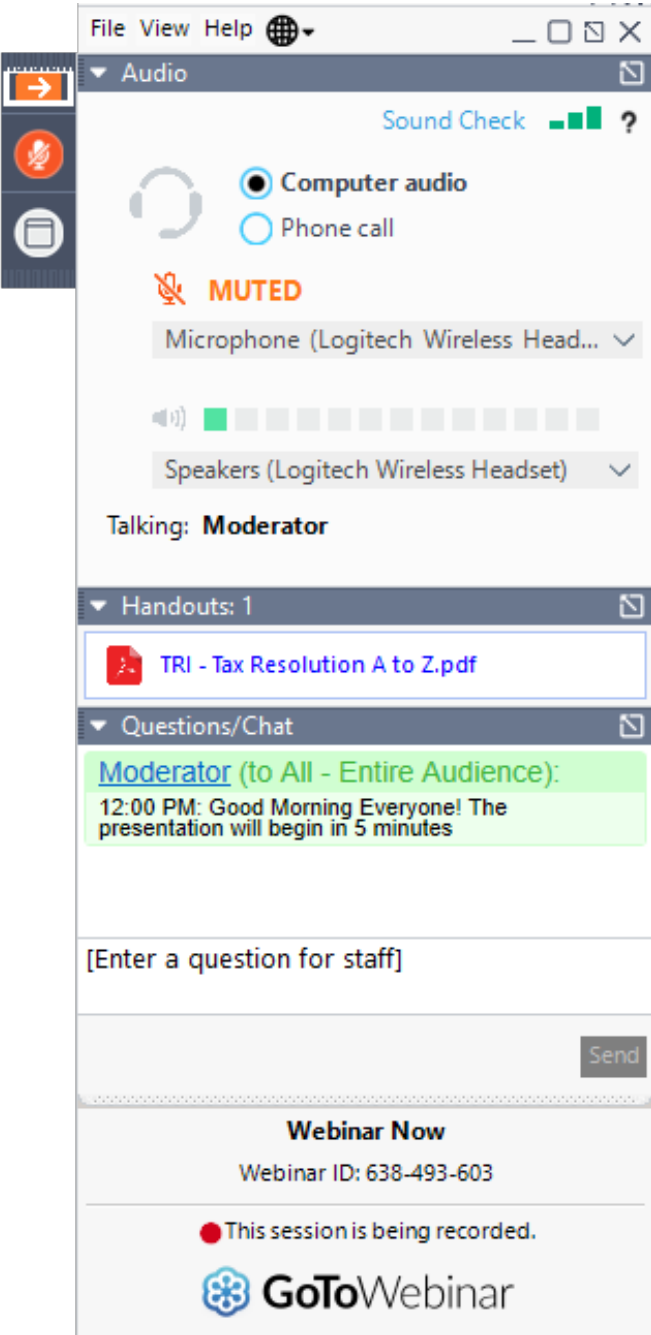 File View Help
Audio
Sound Check ?
Computer audio
Phone call
MUTED
Microphone (Logitech Wireless Head...
Speakers (Logitech Wireless Headset)
Talking: Moderator
Handouts: 1
TRI - Tax Resolution A to Z.pdf
Questions/Chat
Moderator (to All - Entire Audience):
12:00 PM: Good Morning Everyone! The
presentation will begin in 5 minutes
[Enter a question for staff]
Send
Webinar Now
Webinar ID: 638-493-603
This session is being recorded.
GoToWebinar